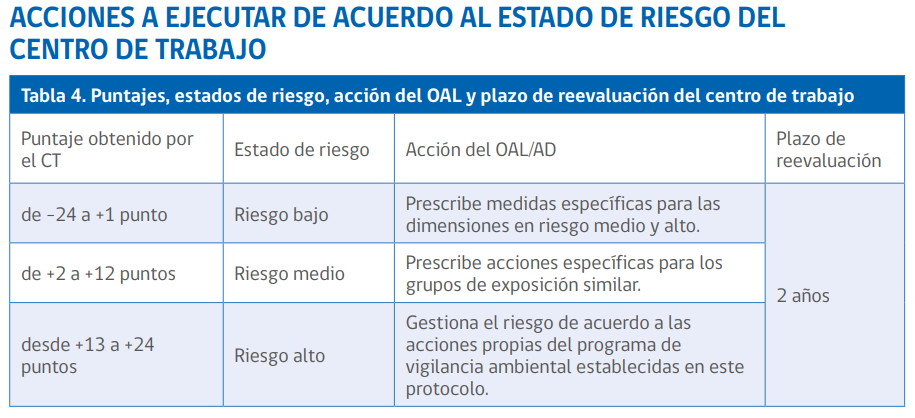 ACCIONES A EJECUTAR DE ACUERDO AL ESTADO DE RIESGO DEL
CENTRO DE TRABAJO
Tabla 4. Puntajes, estados de riesgo, acción del OAL y plazo de reevaluación del centro de trabajo
Puntaje obtenido por
el CT
Estado de riesgo
Acción del OAL/AD
Plazo de
reevaluación
de –24 a +1 punto
Riesgo bajo
Prescribe medidas específicas para las
dimensiones en riesgo medio y alto.
de +2 a +12 puntos
Riesgo medio
Prescribe acciones específicas para los
grupos de exposición similar.
desde +13 a +24
puntos
Riesgo alto
Gestiona el riesgo de acuerdo a las
acciones propias del programa de
vigilancia ambiental establecidas en este
protocolo.
2 años